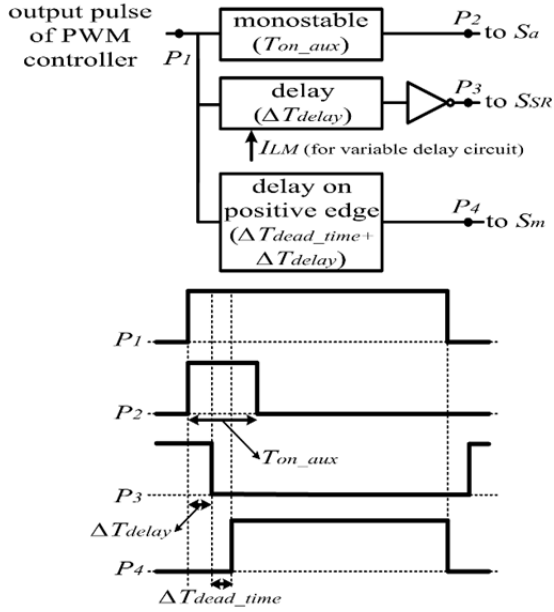 output pulse
of PWM
controller
P1
monostable
(Ton_aux)
P2
to Sa
delay
(ΔTdelay)
P3
to SSR
ILM (for variable delay circuit)
delay on
positive edge
(ΔTdead_time+
ΔTdelay)
P4
to Sm
P1
P2
Ton_aux
P3
ΔTdelay
P4
ΔTdead_time